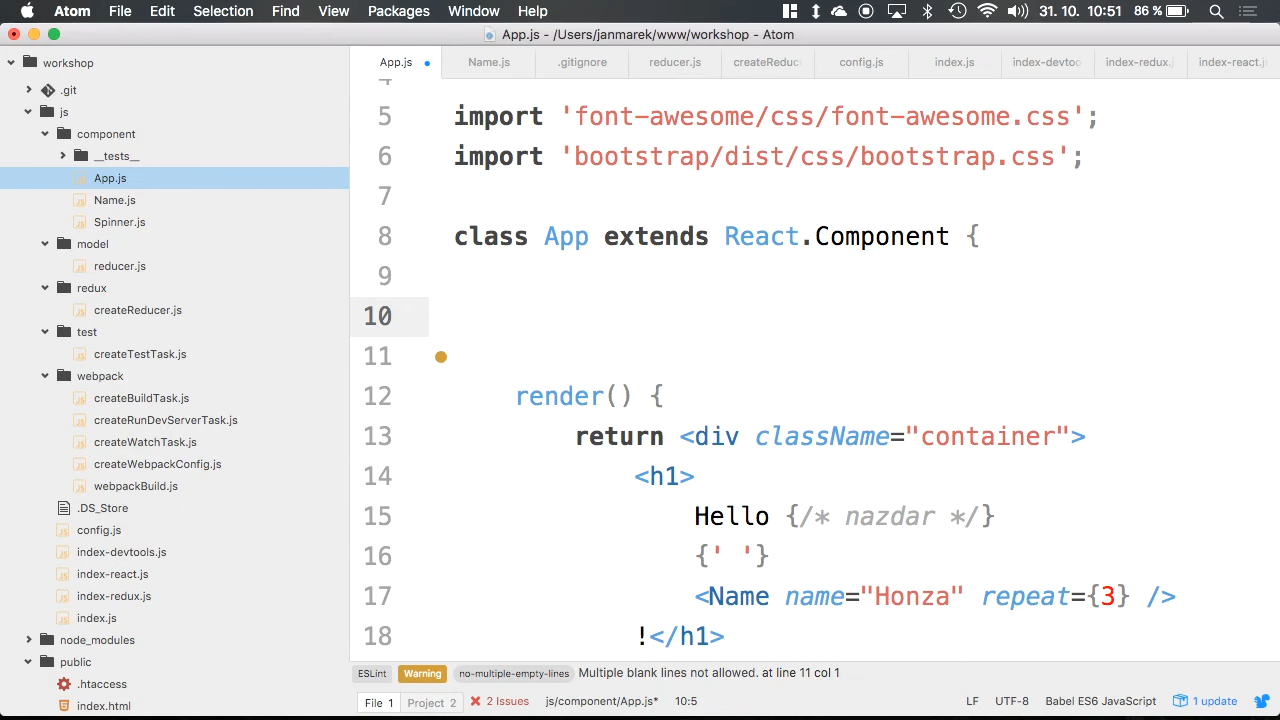 Atom File Edit Selection Find View Packages Window Help 31. 10. 10:51 86 %
App.js - /Users/janmarek/www/workshop - Atom
workshop
.git
js
component
__tests__
App.js
Name.js
Spinner.js
model
reducer.js
redux
createReducer.js
test
createTestTask.js
webpack
createBuildTask.js
createRunDevServerTask.js
createWatchTask.js
createWebpackConfig.js
webpackBuild.js
.DS_Store
config.js
index-devtools.js
index-react.js
index-redux.js
index.js
node_modules
public
.htaccess
index.html
App.js Name.js .gitignore reducer.js createReduc config.js index.js index-devtoo index-redux. index-react.j
5 import 'font-awesome/css/font-awesome.css';
6 import 'bootstrap/dist/css/bootstrap.css';
7
8 class App extends React.Component {
9
10
11
12 render() {
13 return <div className="container">
14 <h1>
15 Hello {/* nazdar */}
16 {' '}
17 <Name name="Honza" repeat={3} />
18 !</h1>
ESLint Warning no-multiple-empty-lines Multiple blank lines not allowed. at line 11 col 1
File 1 Project 2 2 Issues js/component/App.js* 10:5 LF UTF-8 Babel ES6 JavaScript 1 update